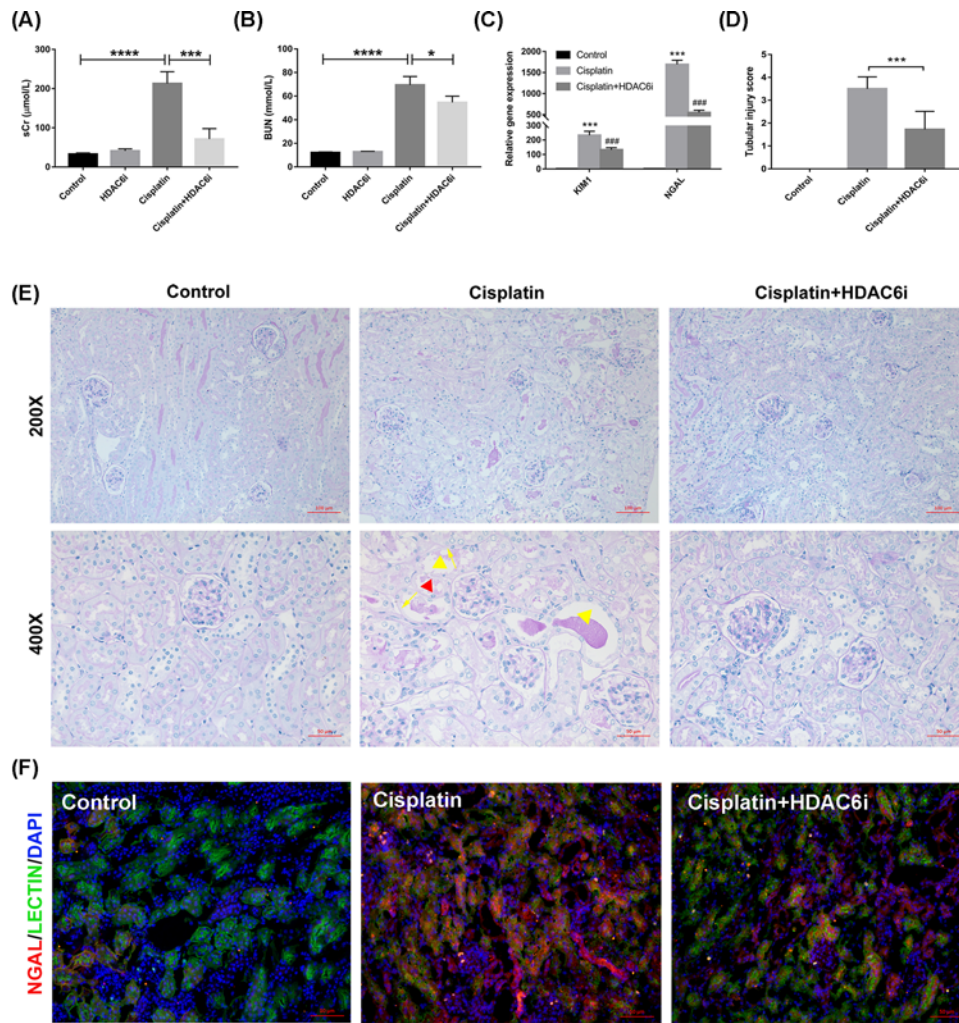 (A)
sCr (μmol/L)
300
200
100
0
****
***
Control
HDAC6i
Cisplatin
Cisplatin+HDAC6i
(B)
BUN (mmol/L)
100
80
60
40
20
0
****
*
Control
HDAC6i
Cisplatin
Cisplatin+HDAC6i
(C)
Relative gene expression
2000
1500
1000
500
300
200
100
0
Control
Cisplatin
Cisplatin+HDAC6i
***
###
***
###
KIM1
NGAL
(D)
Tubular injury score
5
4
3
2
1
0
***
Control
Cisplatin
Cisplatin+HDAC6i
(E)
Control
Cisplatin
Cisplatin+HDAC6i
200X
400X
(F)
NGAL/LECTIN/DAPI
Control
Cisplatin
Cisplatin+HDAC6i